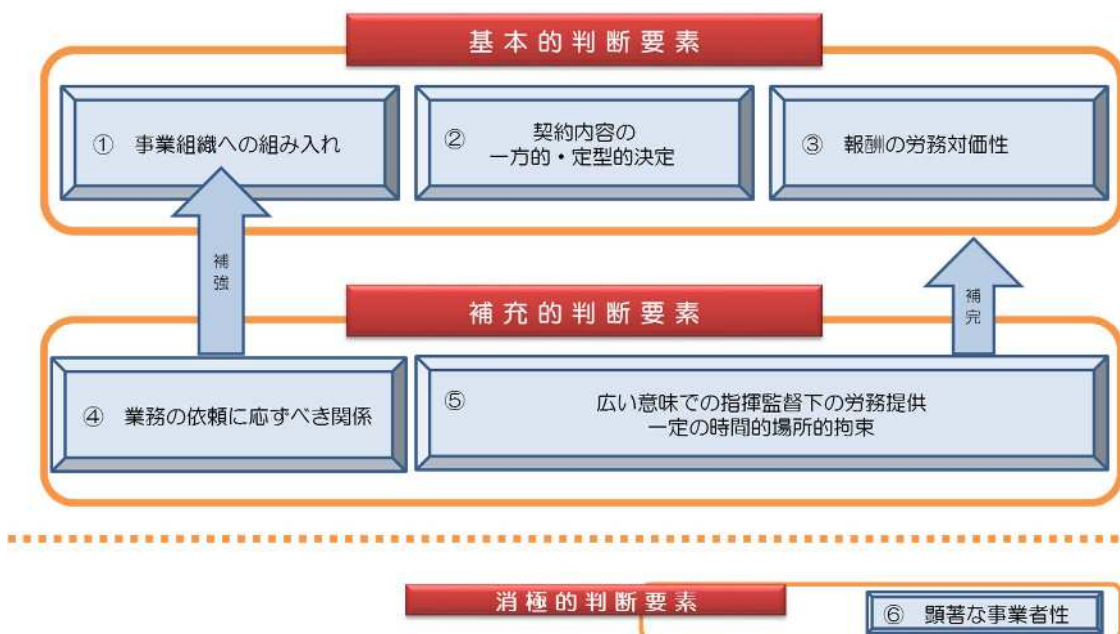 基本的判断要素
① 事業組織への組み入れ
② 契約内容の
一方的・定型的決定
③ 報酬の労務対価性
補強
補完
補充的判断要素
④ 業務の依頼に応ずべき関係
⑤ 広い意味での指揮監督下の労務提供
一定の時間的場所的拘束
消極的判断要素
⑥ 顕著な事業者性